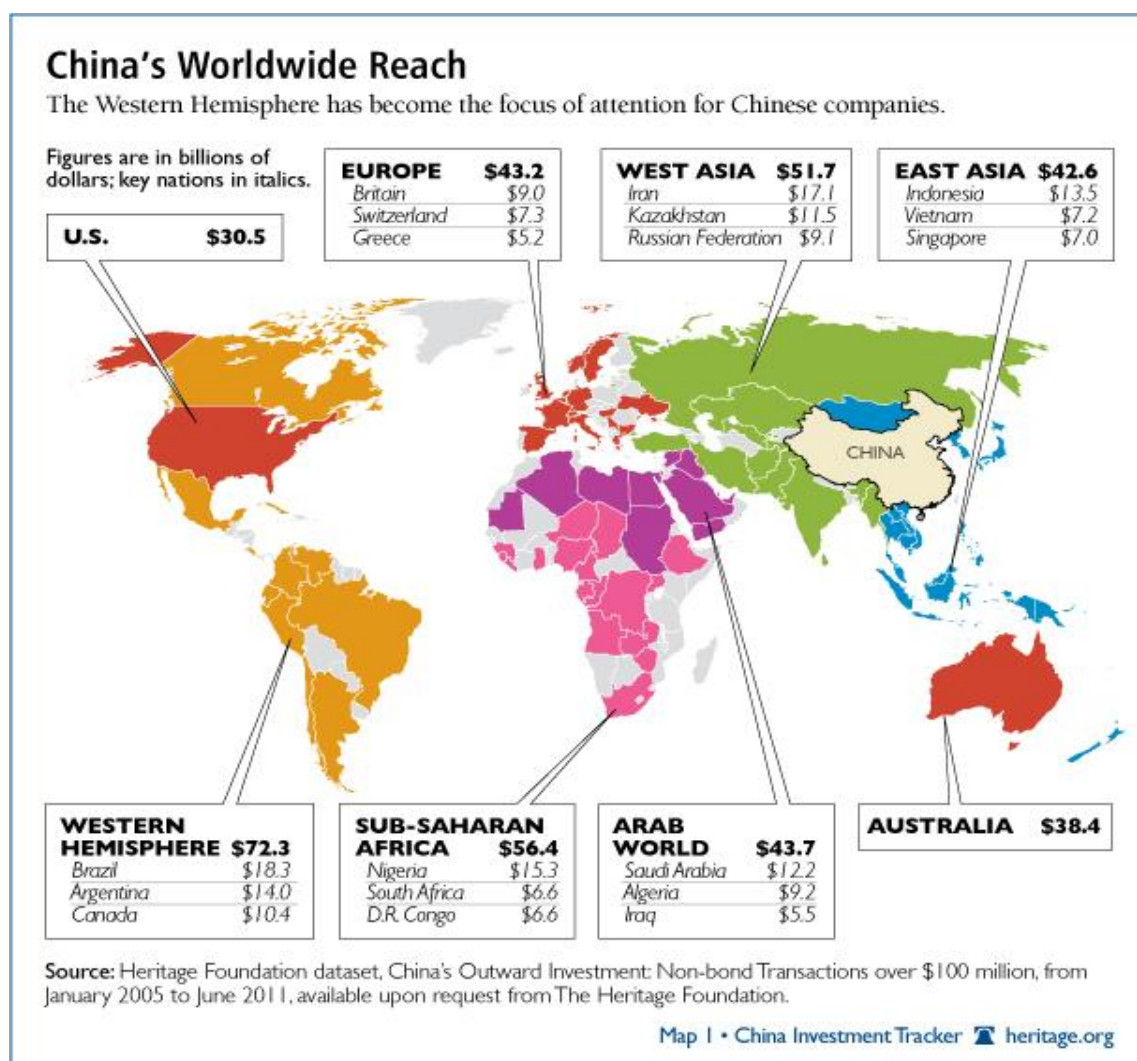 China's Worldwide Reach
The Western Hemisphere has become the focus of attention for Chinese companies.
Figures are in billions of
dollars; key nations in italics.
U.S. $30.5
EUROPE $43.2
Britain $9.0
Switzerland $7.3
Greece $5.2
WEST ASIA $51.7
Iran $17.1
Kazakhstan $11.5
Russian Federation $9.1
EAST ASIA $42.6
Indonesia $13.5
Vietnam $7.2
Singapore $7.0
CHINA
WESTERN
HEMISPHERE $72.3
Brazil $18.3
Argentina $14.0
Canada $10.4
SUB-SAHARAN
AFRICA $56.4
Nigeria $15.3
South Africa $6.6
D.R. Congo $6.6
ARAB
WORLD $43.7
Saudi Arabia $12.2
Algeria $9.2
Iraq $5.5
AUSTRALIA $38.4
Source: Heritage Foundation dataset, China's Outward Investment: Non-bond Transactions over $100 million, from
January 2005 to June 2011, available upon request from The Heritage Foundation.
Map 1 • China Investment Tracker heritage.org